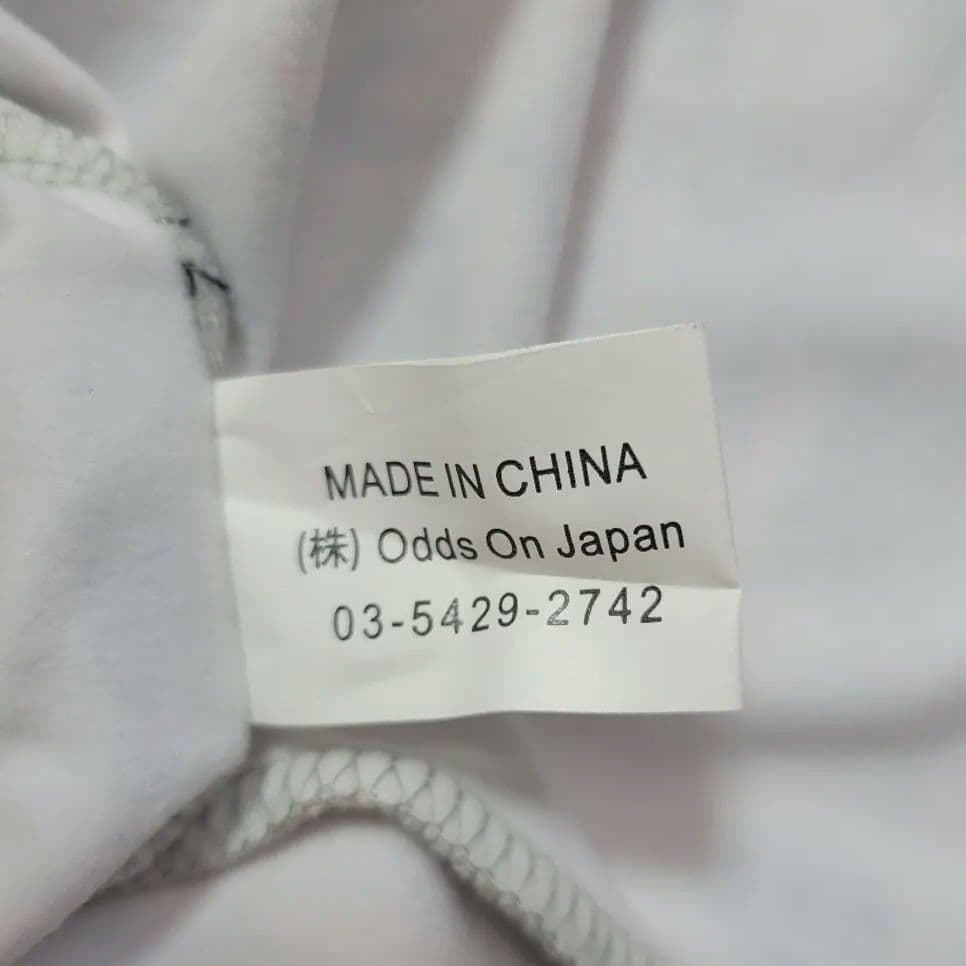 MADE IN CHINA
(株) Odds On Japan
03-5429-2742